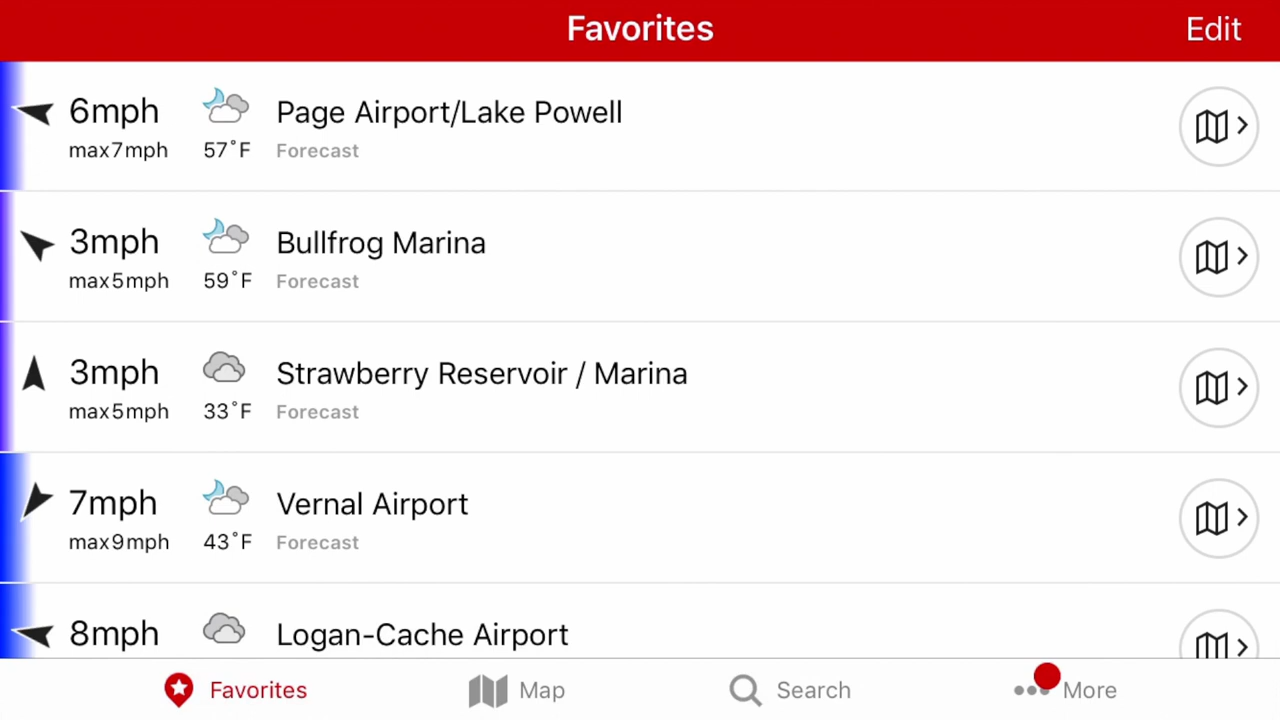 Favorites
Edit
6mph
Page Airport/Lake Powell
max7mph
57°F
Forecast
3mph
Bullfrog Marina
max5mph
59°F
Forecast
3mph
Strawberry Reservoir / Marina
max5mph
33°F
Forecast
7mph
Vernal Airport
max9mph
43°F
Forecast
8mph
Logan-Cache Airport
Favorites
Map
Search
More